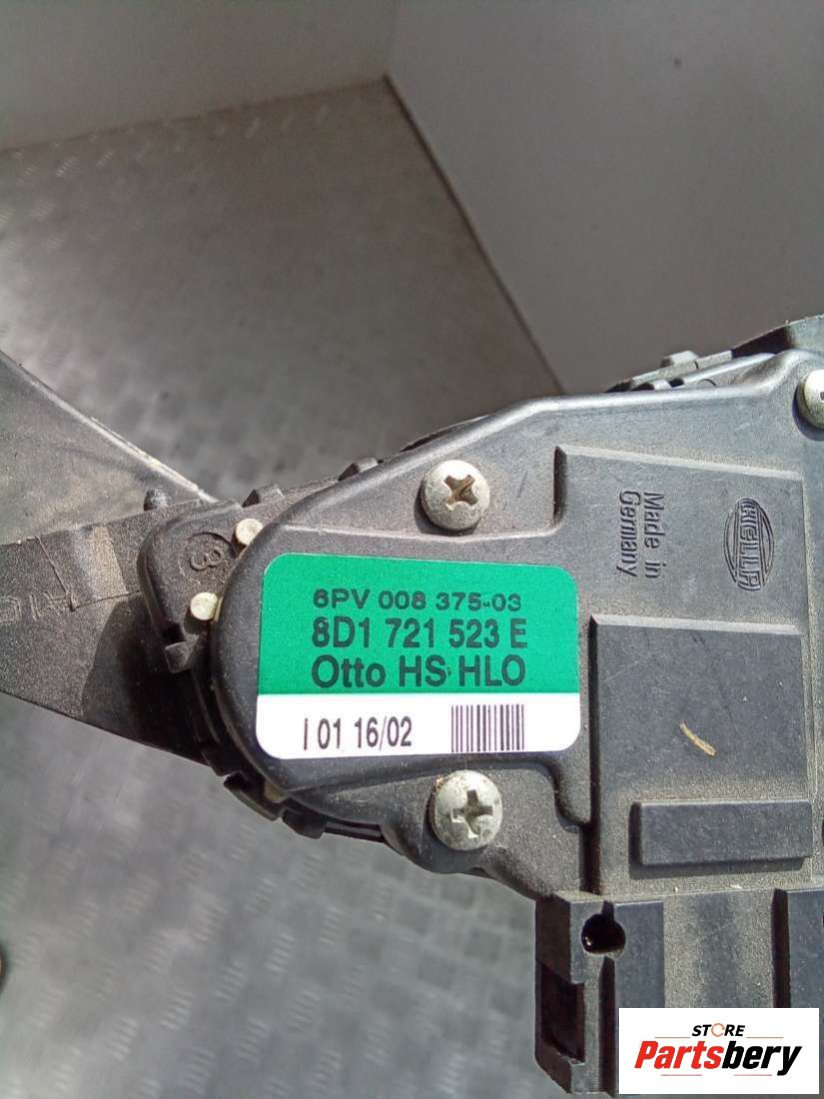 Made in
Germany
HELLA
3
6PV 008 375-03
8D1 721 523 E
Otto HS HLO
I 01 16/02
STORE
Partsbery